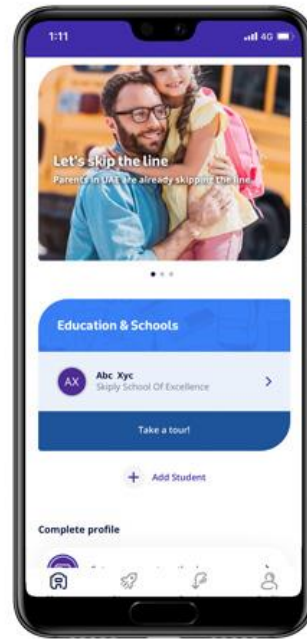 1:11
4G
Let's skip the line
Parents in UAE are already skipping the line.
Education & Schools
AX
Abc Xyc
Skiply School Of Excellence
Take a tour!
+ Add Student
Complete profile